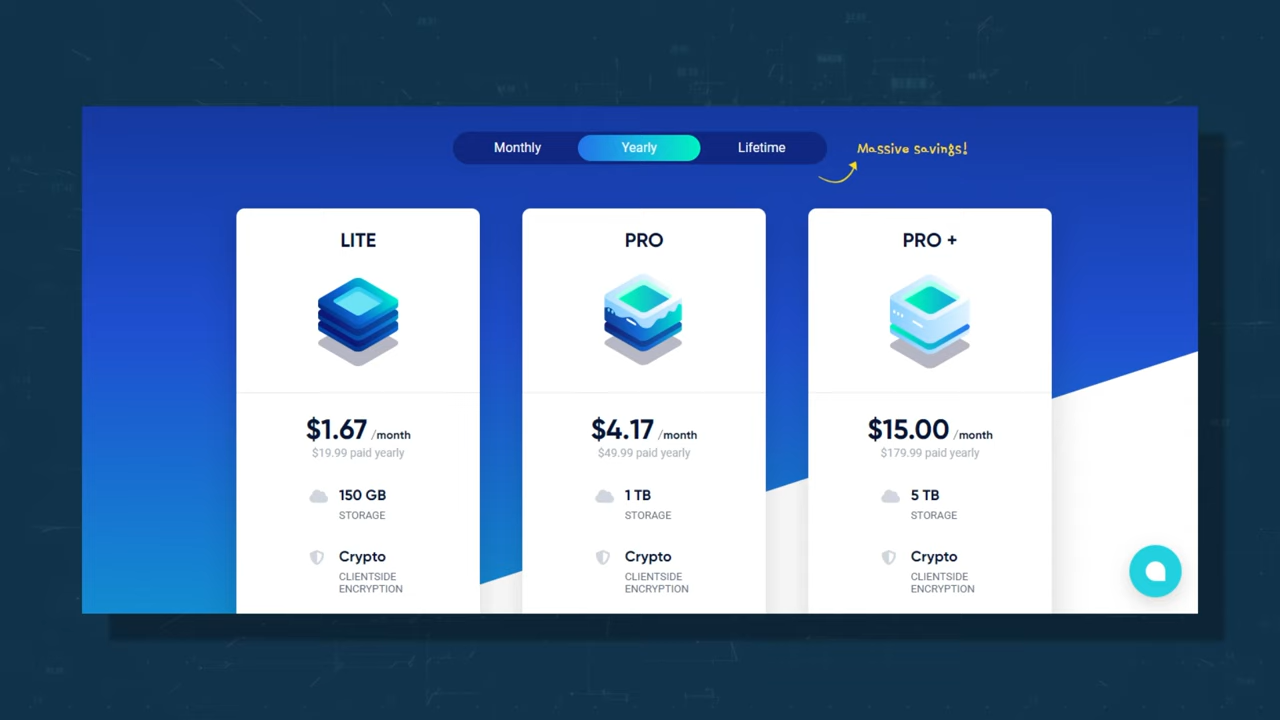 Monthly
Yearly
Lifetime
Massive savings!
LITE
$1.67 /month
$19.99 paid yearly
150 GB
STORAGE
Crypto
CLIENTSIDE
ENCRYPTION
PRO
$4.17 /month
$49.99 paid yearly
1 TB
STORAGE
Crypto
CLIENTSIDE
ENCRYPTION
PRO +
$15.00 /month
$179.99 paid yearly
5 TB
STORAGE
Crypto
CLIENTSIDE
ENCRYPTION